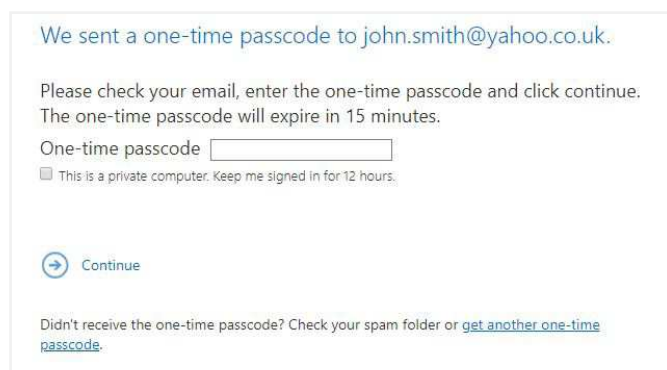 We sent a one-time passcode to john.smith@yahoo.co.uk.
Please check your email, enter the one-time passcode and click continue.
The one-time passcode will expire in 15 minutes.
One-time passcode
This is a private computer. Keep me signed in for 12 hours.
Continue
Didn't receive the one-time passcode? Check your spam folder or get another one-time
passcode.